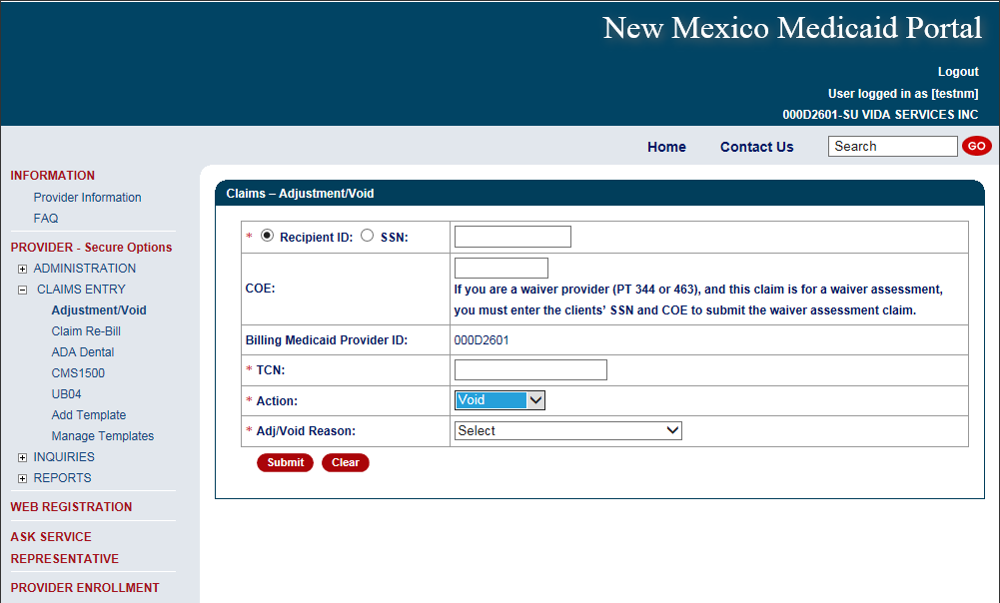 New Mexico Medicaid Portal
Logout
User logged in as [testnm]
000D2601-SU VIDA SERVICES INC
Home Contact Us Search GO
INFORMATION
Provider Information
FAQ
PROVIDER - Secure Options
ADMINISTRATION
CLAIMS ENTRY
Adjustment/Void
Claim Re-Bill
ADA Dental
CMS1500
UB04
Add Template
Manage Templates
INQUIRIES
REPORTS
WEB REGISTRATION
ASK SERVICE
REPRESENTATIVE
PROVIDER ENROLLMENT
Claims – Adjustment/Void
* Recipient ID: SSN:
COE:
If you are a waiver provider (PT 344 or 463), and this claim is for a waiver assessment,
you must enter the clients’ SSN and COE to submit the waiver assessment claim.
Billing Medicaid Provider ID: 000D2601
* TCN:
* Action: Void
* Adj/Void Reason: Select
Submit Clear